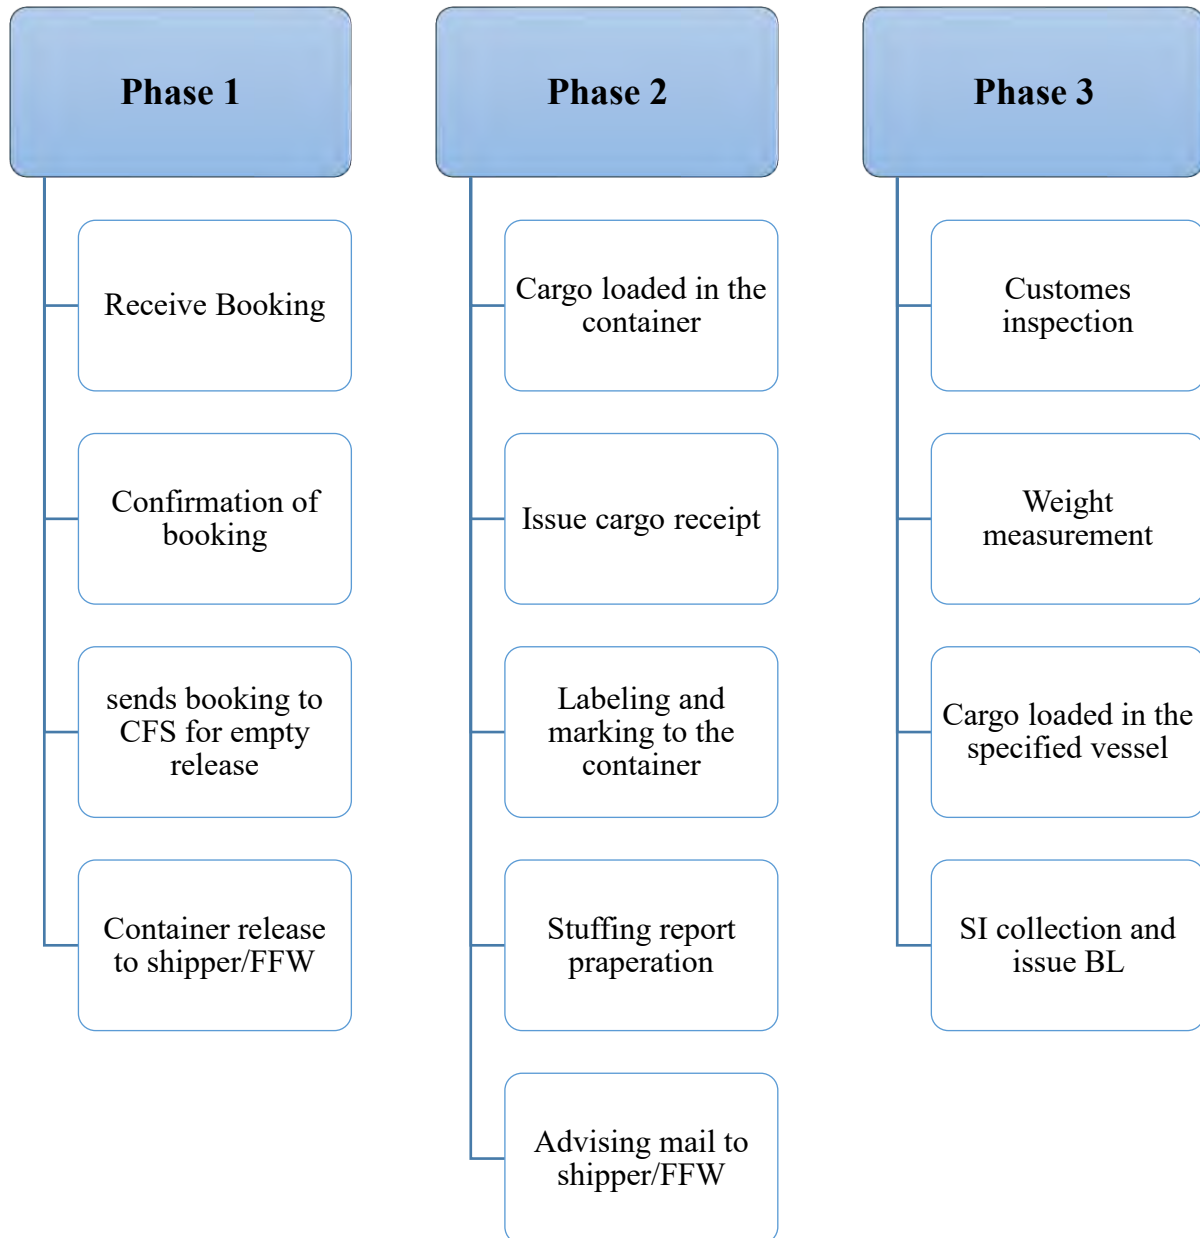 Phase 1
Receive Booking
Confirmation of
booking
sends booking to
CFS for empty
release
Container release
to shipper/FFW
Phase 2
Cargo loaded in the
container
Issue cargo receipt
Labeling and
marking to the
container
Stuffing report
praperation
Advising mail to
shipper/FFW
Phase 3
Customes
inspection
Weight
measurement
Cargo loaded in the
specified vessel
SI collection and
issue BL